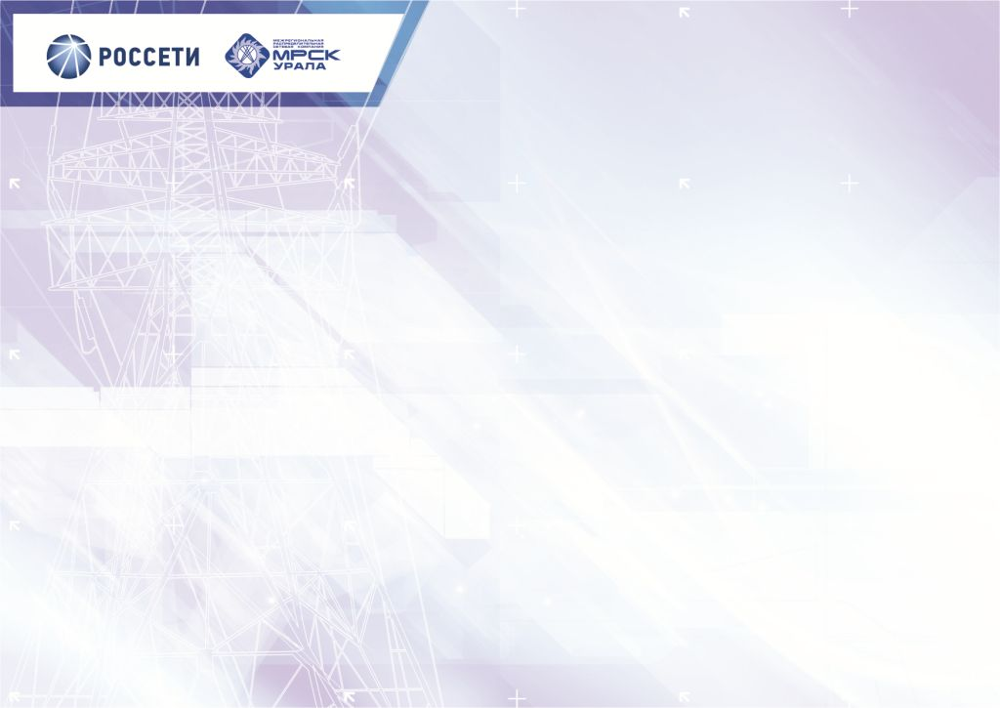 РОССЕТИ
МЕЖРЕГИОНАЛЬНАЯ
РАСПРЕДЕЛИТЕЛЬНАЯ
СЕТЕВАЯ КОМПАНИЯ
МРСК
УРАЛА